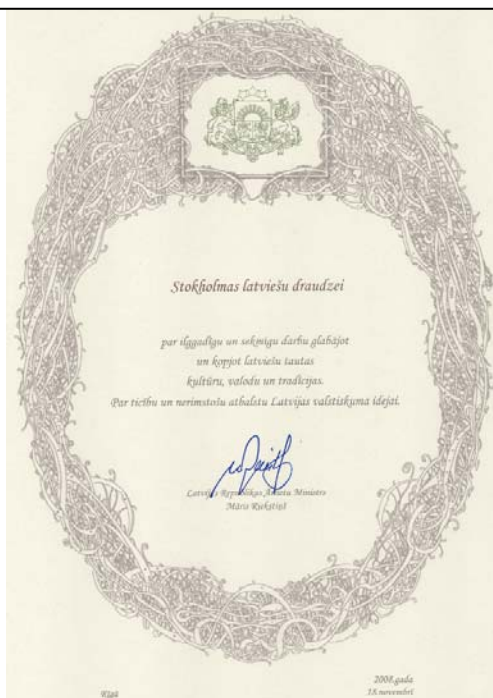 Stokholmas latviešu draudzei
par ilggadīgu un sekmīgu darbu glabājot
un kopjot latviešu tautas
kultūru, valodu un tradīcijas.
Par ticību un nerimstošu atbalstu Latvijas valstiskuma idejai.
Latvijas Republikas Ārlietu Ministrs
Māris Riekstiņš
2008.gada
Rīgā
18.novembrī